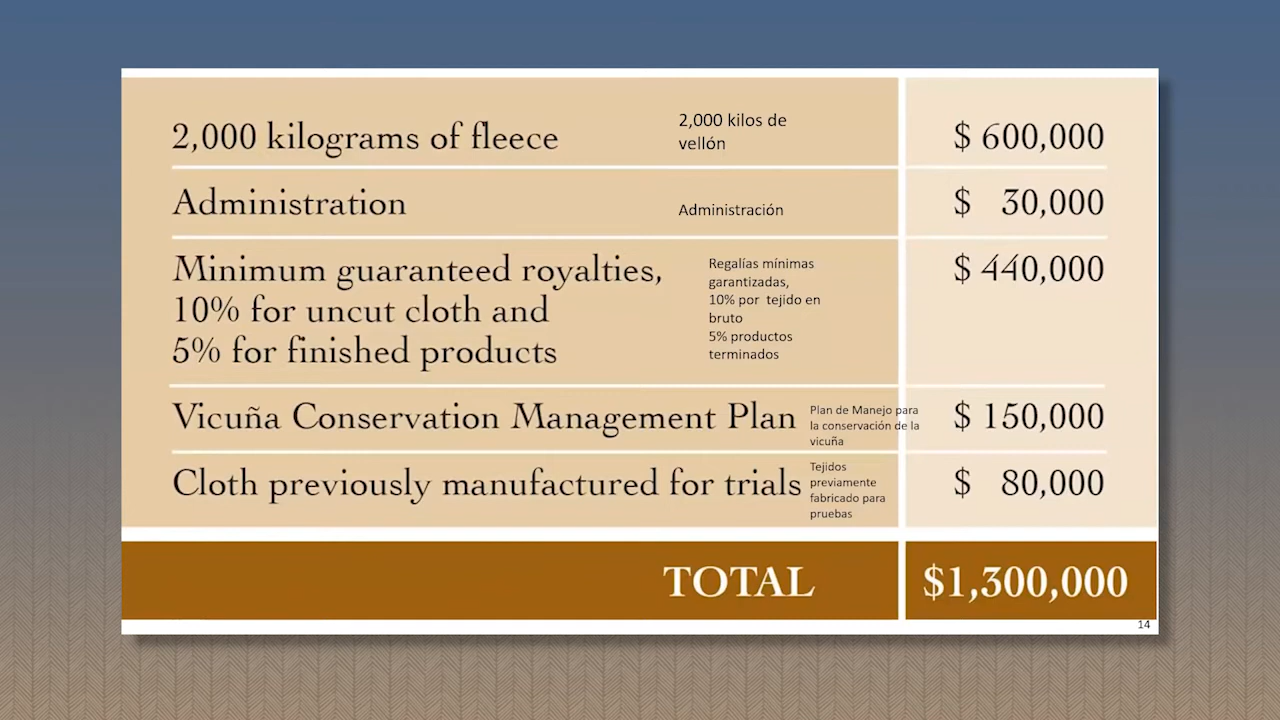 2,000 kilograms of fleece
2,000 kilos de
vellón
$ 600,000
Administration
Administración
$ 30,000
Minimum guaranteed royalties,
10% for uncut cloth and
5% for finished products
Regalías mínimas
garantizadas,
10% por tejido en
bruto
5% productos
terminados
$ 440,000
Vicuña Conservation Management Plan
Plan de Manejo para
la conservación de la
vicuña
$ 150,000
Cloth previously manufactured for trials
Tejidos
previamente
fabricado para
pruebas
$ 80,000
TOTAL
$1,300,000
14